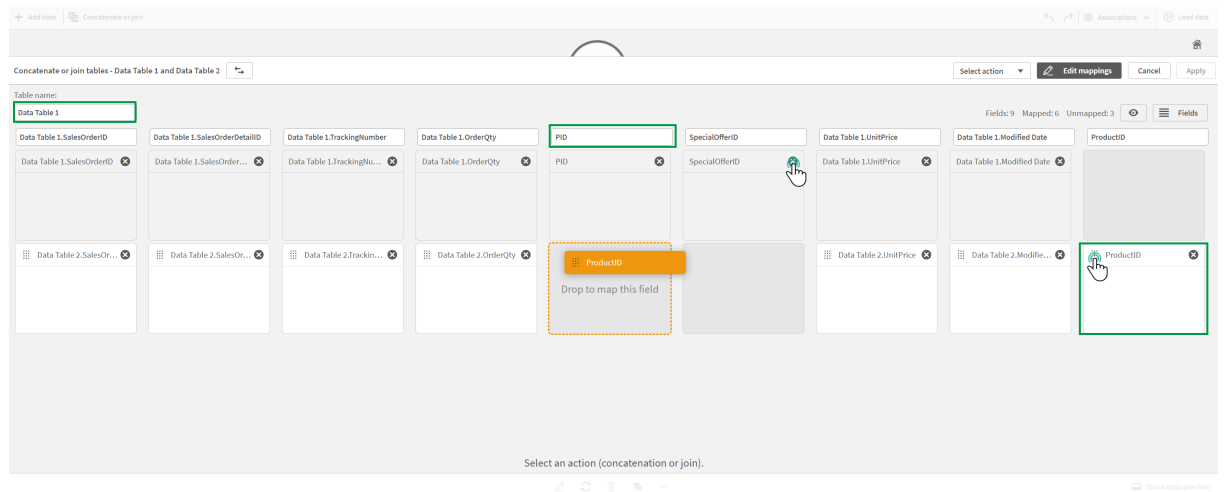 Add data Concatenate or join Associations Load data
Concatenate or join tables - Data Table 1 and Data Table 2 Select action Edit mappings Cancel Apply
Table name:
Data Table 1 Fields: 9 Mapped: 6 Unmapped: 3 Fields
Data Table 1.SalesOrderID Data Table 1.SalesOrderDetailID Data Table 1.TrackingNumber Data Table 1.OrderQty PID SpecialOfferID Data Table 1.UnitPrice Data Table 1.Modified Date ProductID
Data Table 1.SalesOrderID Data Table 1.SalesOrder... Data Table 1.TrackingNu... Data Table 1.OrderQty PID SpecialOfferID Data Table 1.UnitPrice Data Table 1.Modified Date
Data Table 2.SalesOr... Data Table 2.SalesOr... Data Table 2.Trackin... Data Table 2.OrderQty ProductID Data Table 2.UnitPrice Data Table 2.Modifie... ProductID
Drop to map this field
Select an action (concatenation or join).
Show data preview